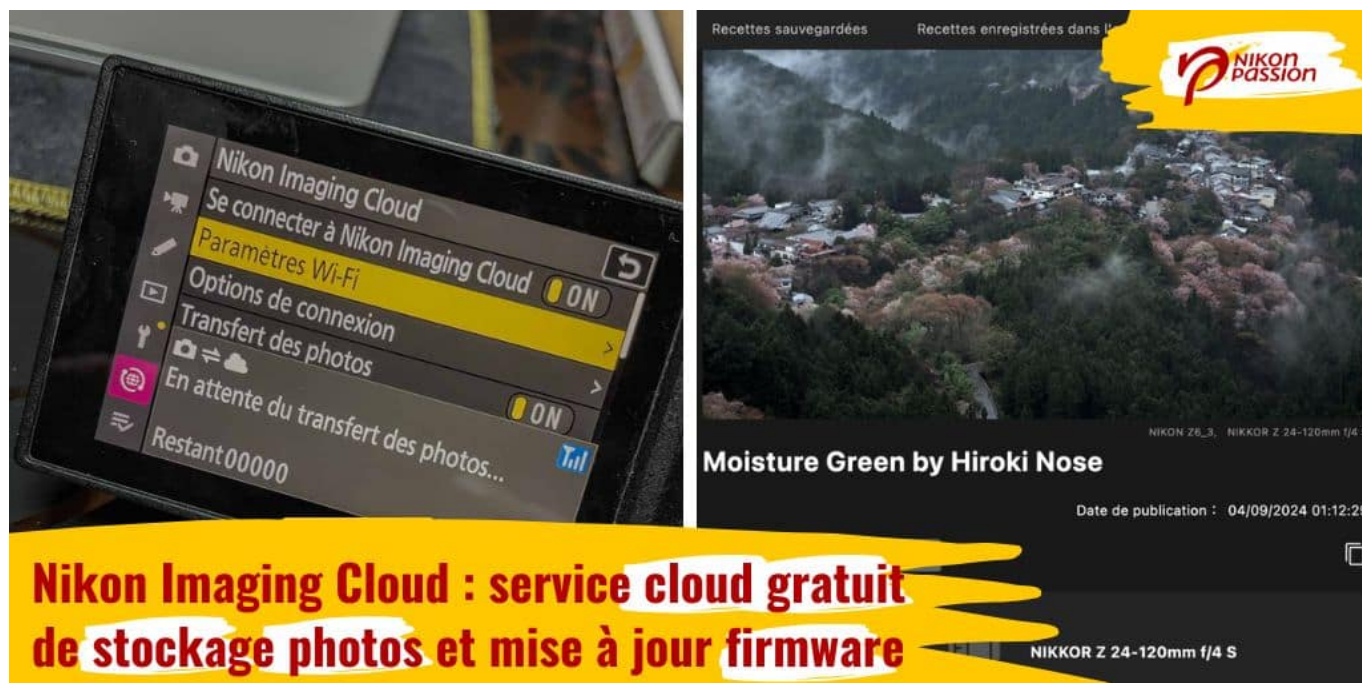 Nikon Imaging Cloud
Se connecter à Nikon Imaging Cloud
ON
Paramètres Wi-Fi
Options de connexion
Transfert des photos
ON
En attente du transfert des photos...
Restant 00000
Recettes sauvegardées
Recettes enregistrées dans
NIKON
Passion
NIKON Z6_3, NIKKOR Z 24-120mm f/4
Moisture Green by Hiroki Nose
Date de publication : 04/09/2024 01:12:25
NIKKOR Z 24-120mm f/4 S
Nikon Imaging Cloud : service cloud gratuit
de stockage photos et mise à jour firmware